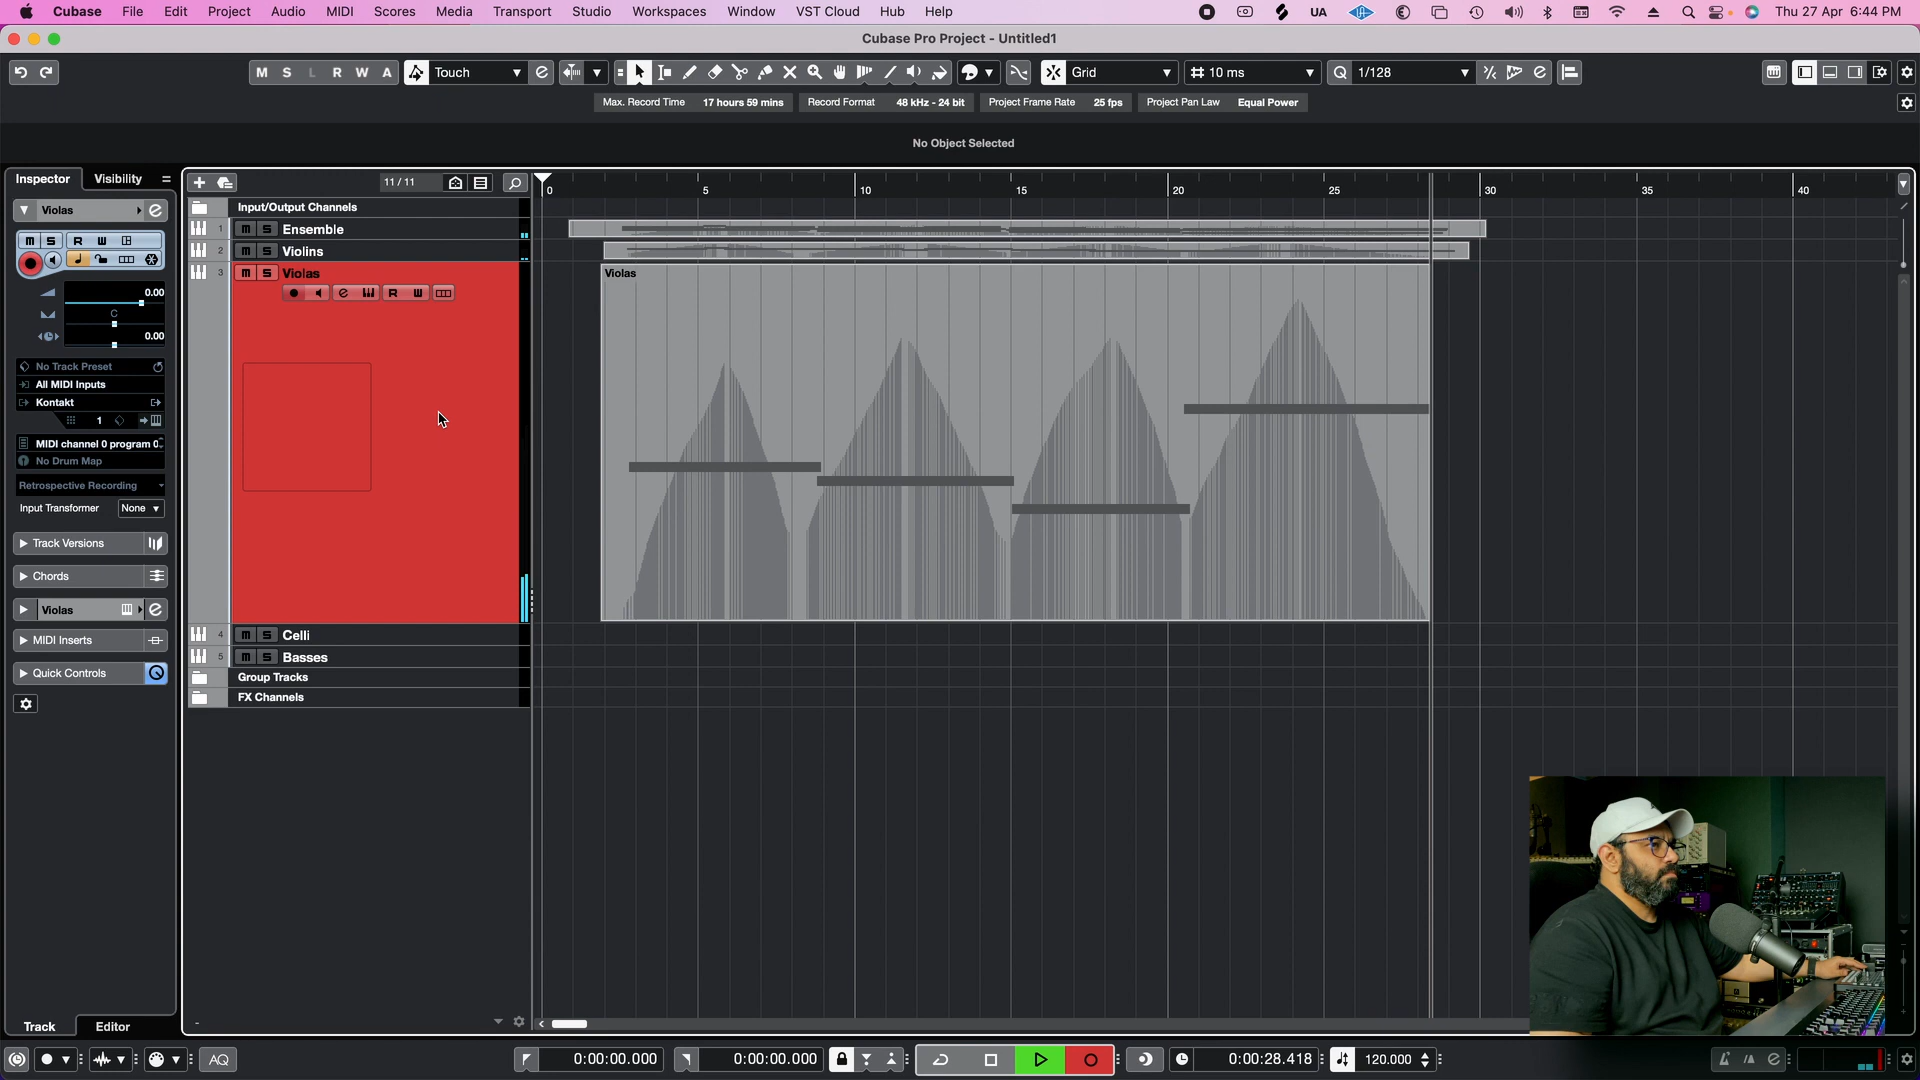 Cubase File Edit Project Audio MIDI Scores Media Transport Studio Workspaces Window VST Cloud Hub Help UA Thu 27 Apr 6:44 PM
Cubase Pro Project - Untitled1
M S L R W A Touch Grid 10 ms Q 1/128
Max. Record Time 17 hours 59 mins Record Format 48 kHz - 24 bit Project Frame Rate 25 fps Project Pan Law Equal Power
No Object Selected
Inspector Visibility
11 / 11
0 5 10 15 20 25 30 35 40
Violas
M S R W
0.00
C
0.00
No Track Preset
All MIDI Inputs
Kontakt
1
MIDI channel 0 program 0
No Drum Map
Retrospective Recording
Input Transformer None
Track Versions
Chords
Violas
MIDI Inserts
Quick Controls
Track Editor
Input/Output Channels
1 M S Ensemble
2 M S Violins
3 M S Violas
R W
Violas
4 M S Celli
5 M S Basses
Group Tracks
FX Channels
AQ 0:00:00.000 0:00:00.000 0:00:28.418 120.000